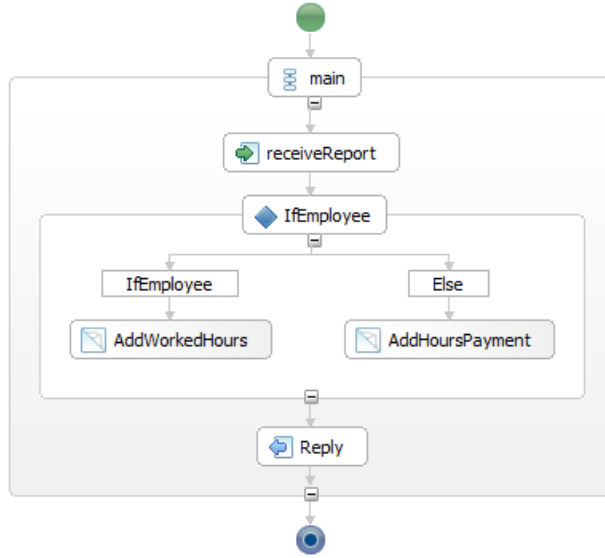 main
receiveReport
IfEmployee
IfEmployee
Else
AddWorkedHours
AddHoursPayment
Reply